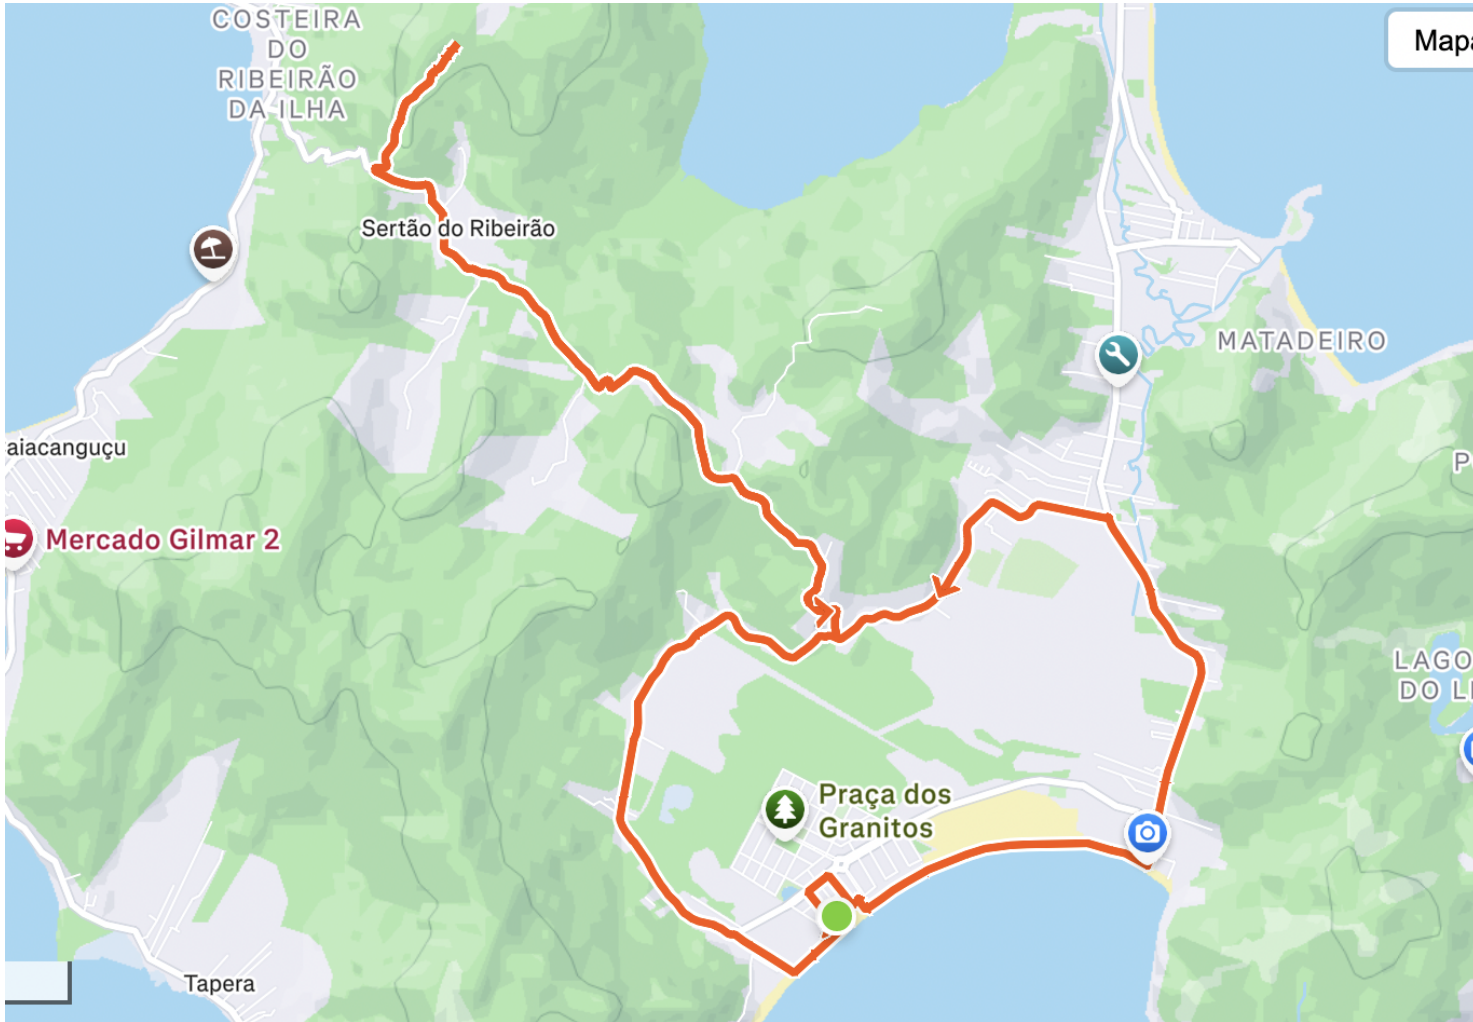 COSTEIRA
DO
RIBEIRÃO
DA ILHA
Mapa
Sertão do Ribeirão
MATADEIRO
aiacanguçu
P
Mercado Gilmar 2
LAGO
DO LE
Praça dos
Granitos
Tapera